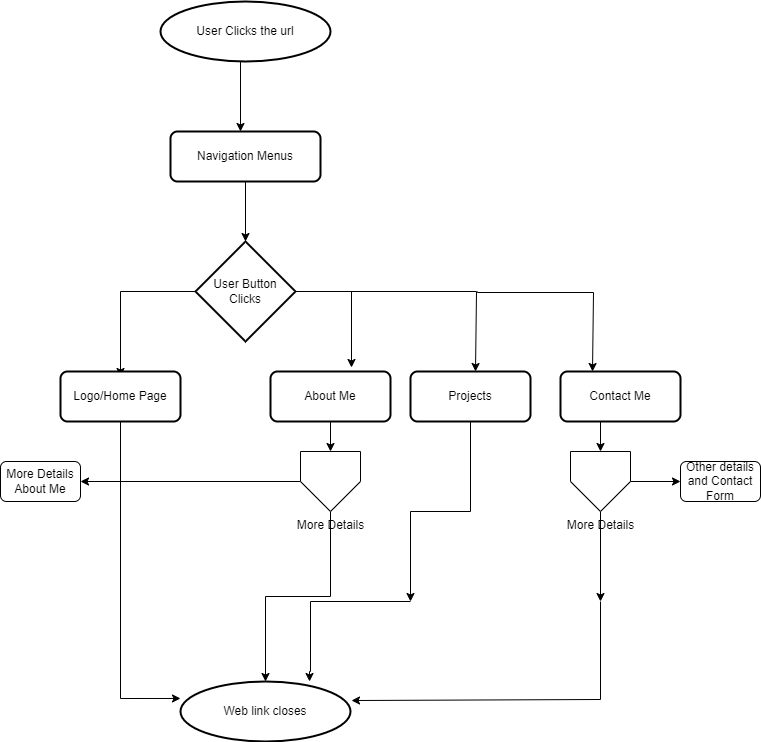 User Clicks the url
Navigation Menus
User Button
Clicks
Logo/Home Page
About Me
Projects
Contact Me
More Details
About Me
Other details
and Contact
Form
More Details
More Details
Web link closes